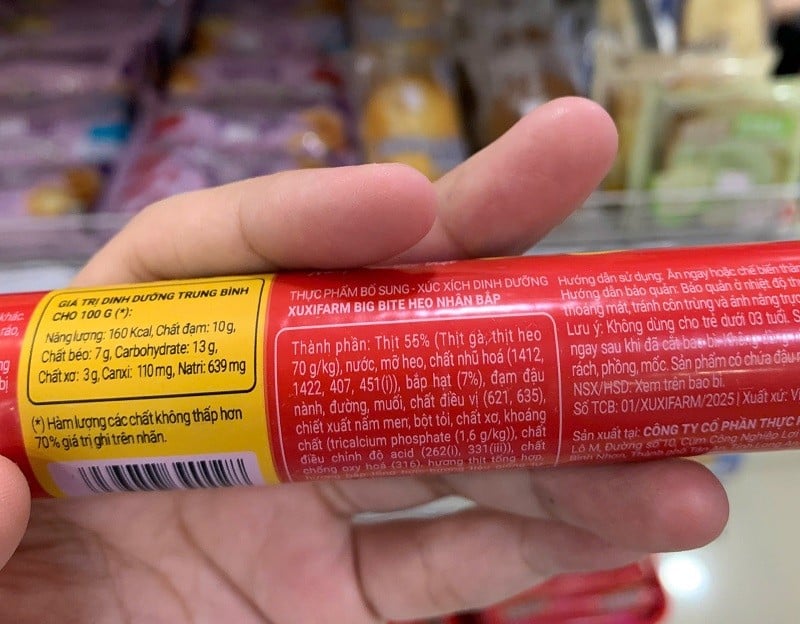 khác.
ráo,
bị
GIÁ TRỊ DINH DƯỠNG TRUNG BÌNH
CHO 100 G (*):
Năng lượng: 160 Kcal, Chất đạm: 10 g,
Chất béo: 7 g, Carbohydrate: 13 g,
Chất xơ: 3 g, Canxi: 110 mg, Natri: 639 mg
(*) Hàm lượng các chất không thấp hơn
70% giá trị ghi trên nhãn.
THỰC PHẨM BỔ SUNG - XÚC XÍCH DINH DƯỠNG
XUXIFARM BIG BITE HEO NHÂN BẮP
Thành phần: Thịt 55% (Thịt gà, thịt heo
70 g/kg), nước, mỡ heo, chất nhũ hoá (1412,
1422, 407, 451(i)), bắp hạt (7%), đạm đậu
nành, đường, muối, chất điều vị (621, 635),
chiết xuất nấm men, bột tỏi, chất xơ, khoáng
chất (tricalcium phosphate (1,6 g/kg)), chất
điều chỉnh độ acid (262(i), 331(iii)), chất
chống oxy hoá (316), hương thịt tổng hợp,
Hướng dẫn sử dụng: Ăn ngay hoặc chế biến
Hướng dẫn bảo quản: Bảo quản ở nhiệt độ
thoáng mát, tránh côn trùng và ánh nắng trực
Lưu ý: Không dùng cho trẻ dưới 03 tuổi.
ngay sau khi đã cắt bao bì.
rách, phồng, mốc. Sản phẩm có chứa đậu
NSX/HSD: Xem trên bao bì.
Số TCB: 01/XUXIFARM/2025 | Xuất xứ:
Sản xuất tại: CÔNG TY CỔ PHẦN THỰC
Lô M, Đường số 10, Cụm Công Nghiệp